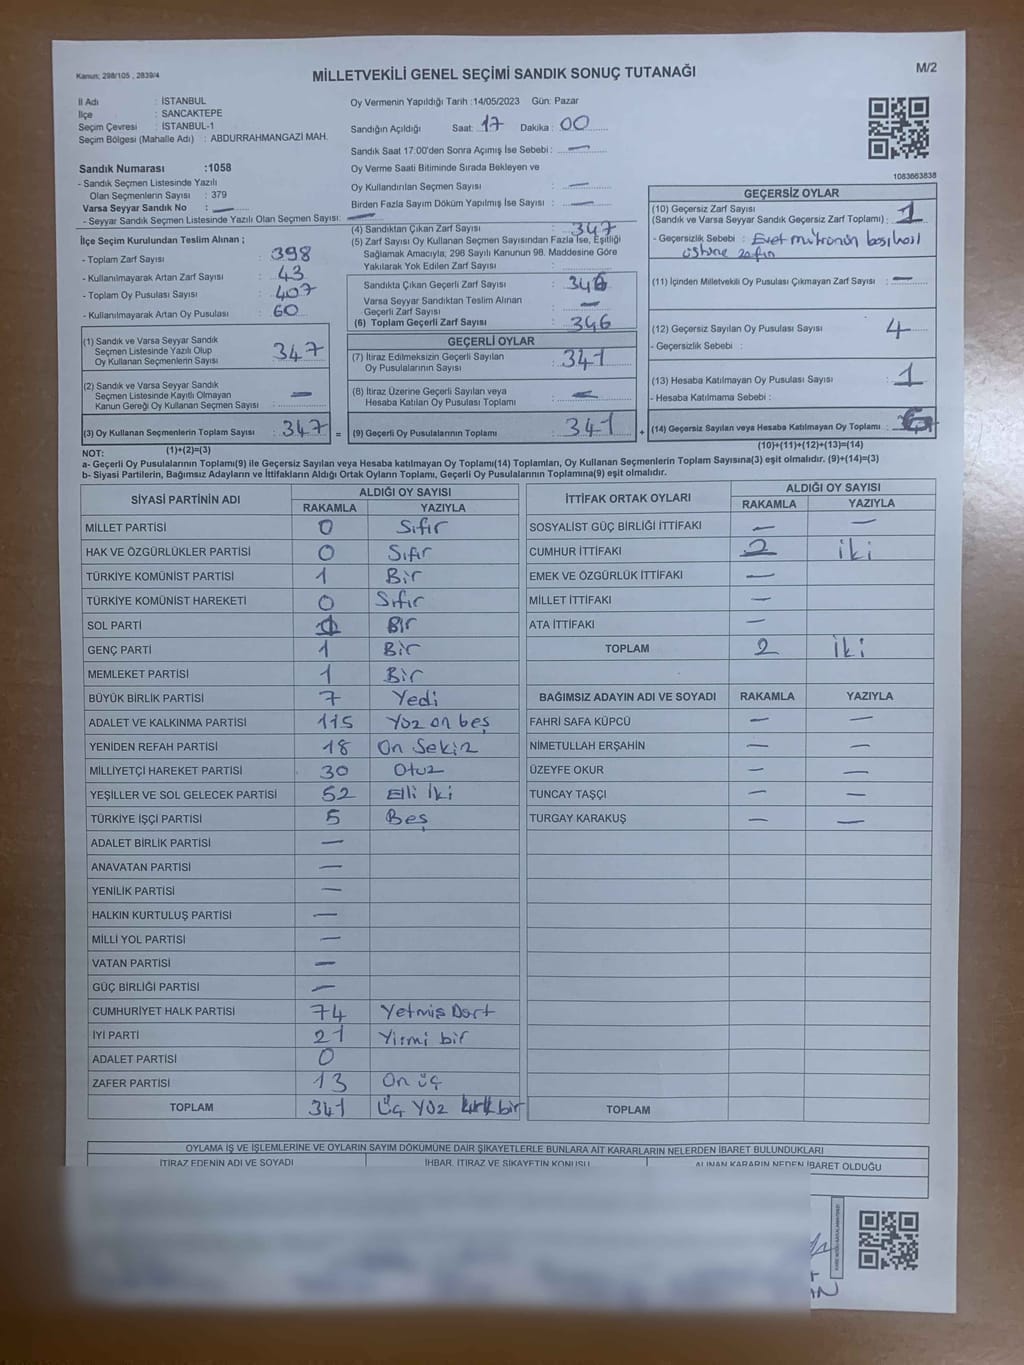 Kanun; 298/105 , 2839/4
MİLLETVEKİLİ GENEL SEÇİMİ SANDIK SONUÇ TUTANAĞI
M/2
İl Adı : İSTANBUL
İlçe : SANCAKTEPE
Seçim Çevresi : İSTANBUL-1
Seçim Bölgesi (Mahalle Adı) : ABDURRAHMANGAZİ MAH.
Sandık Numarası :1058
- Sandık Seçmen Listesinde Yazılı
Olan Seçmenlerin Sayısı : 379
Varsa Seyyar Sandık No : —
- Seyyar Sandık Seçmen Listesinde Yazılı Olan Seçmen Sayısı: —
İlçe Seçim Kurulundan Teslim Alınan ;
- Toplam Zarf Sayısı : 398
- Kullanılmayarak Artan Zarf Sayısı : 43
- Toplam Oy Pusulası Sayısı : 407
- Kullanılmayarak Artan Oy Pusulası : 60
(1) Sandık ve Varsa Seyyar Sandık
Seçmen Listesinde Yazılı Olup
Oy Kullanan Seçmenlerin Sayısı : 347
(2) Sandık ve Varsa Seyyar Sandık
Seçmen Listesinde Kayıtlı Olmayan
Kanun Gereği Oy Kullanan Seçmen Sayısı : —
(3) Oy Kullanan Seçmenlerin Toplam Sayısı : 347 =
(1)+(2)=(3)
Oy Vermenin Yapıldığı Tarih :14/05/2023 Gün: Pazar
Sandığın Açıldığı Saat: 17 Dakika : 00
Sandık Saat 17:00'den Sonra Açımış İse Sebebi : —
Oy Verme Saati Bitiminde Sırada Bekleyen ve
Oy Kullandırılan Seçmen Sayısı : —
Birden Fazla Sayım Döküm Yapılmış İse Sayısı : —
(4) Sandıktan Çıkan Zarf Sayısı : 347
(5) Zarf Sayısı Oy Kullanan Seçmen Sayısından Fazla İse, Eşitliği
Sağlamak Amacıyla, 298 Sayılı Kanunun 98. Maddesine Göre
Yakılarak Yok Edilen Zarf Sayısı :
Sandıkta Çıkan Geçerli Zarf Sayısı : 346
Varsa Seyyar Sandıktan Teslim Alınan
Geçerli Zarf Sayısı : —
(6) Toplam Geçerli Zarf Sayısı : 346
GEÇERLİ OYLAR
(7) İtiraz Edilmeksizin Geçerli Sayılan
Oy Pusulalarının Sayısı : 341
(8) İtiraz Üzerine Geçerli Sayılan veya
Hesaba Katılan Oy Pusulası Toplamı : —
(9) Geçerli Oy Pusulalarının Toplamı : 341 +
1083663838
GEÇERSİZ OYLAR
(10) Geçersiz Zarf Sayısı
(Sandık ve Varsa Seyyar Sandık Geçersiz Zarf Toplamı) : 1
- Geçersizlik Sebebi : Evet mührünün
üstüne zarfın
(11) İçinden Milletvekili Oy Pusulası Çıkmayan Zarf Sayısı : —
(12) Geçersiz Sayılan Oy Pusulası Sayısı : 4
- Geçersizlik Sebebi :
(13) Hesaba Katılmayan Oy Pusulası Sayısı : 1
- Hesaba Katılmama Sebebi :
(14) Geçersiz Sayılan veya Hesaba Katılmayan Oy Toplamı : 6
(10)+(11)+(12)+(13)=(14)
NOT:
a- Geçerli Oy Pusulalarının Toplamı(9) ile Geçersiz Sayılan veya Hesaba katılmayan Oy Toplamı(14) Toplamları, Oy Kullanan Seçmenlerin Toplam Sayısına(3) eşit olmalıdır. (9)+(14)=(3)
b- Siyasi Partilerin, Bağımsız Adayların ve İttifakların Aldığı Ortak Oyların Toplamı, Geçerli Oy Pusulalarının Toplamına(9) eşit olmalıdır.
SİYASİ PARTİNİN ADI ALDIĞI OY SAYISI
RAKAMLA YAZIYLA
MİLLET PARTİSİ 0 Sıfır
HAK VE ÖZGÜRLÜKLER PARTİSİ 0 Sıfır
TÜRKİYE KOMÜNİST PARTİSİ 1 Bir
TÜRKİYE KOMÜNİST HAREKETİ 0 Sıfır
SOL PARTİ 1 Bir
GENÇ PARTİ 1 Bir
MEMLEKET PARTİSİ 1 Bir
BÜYÜK BİRLİK PARTİSİ 7 Yedi
ADALET VE KALKINMA PARTİSİ 115 Yüz on beş
YENİDEN REFAH PARTİSİ 18 On Sekiz
MİLLİYETÇİ HAREKET PARTİSİ 30 Otuz
YEŞİLLER VE SOL GELECEK PARTİSİ 52 Elli iki
TÜRKİYE İŞÇİ PARTİSİ 5 Beş
ADALET BİRLİK PARTİSİ —
ANAVATAN PARTİSİ —
YENİLİK PARTİSİ —
HALKIN KURTULUŞ PARTİSİ —
MİLLİ YOL PARTİSİ —
VATAN PARTİSİ —
GÜÇ BİRLİĞİ PARTİSİ —
CUMHURİYET HALK PARTİSİ 74 Yetmiş Dört
İYİ PARTİ 21 Yirmi bir
ADALET PARTİSİ 0
ZAFER PARTİSİ 13 On üç
TOPLAM 341 Üç Yüz kırk bir
İTTİFAK ORTAK OYLARI ALDIĞI OY SAYISI
RAKAMLA YAZIYLA
SOSYALİST GÜÇ BİRLİĞİ İTTİFAKI — —
CUMHUR İTTİFAKI 2 iki
EMEK VE ÖZGÜRLÜK İTTİFAKI —
MİLLET İTTİFAKI —
ATA İTTİFAKI —
TOPLAM 2 iki
BAĞIMSIZ ADAYIN ADI VE SOYADI RAKAMLA YAZIYLA
FAHRİ SAFA KÜPCÜ — —
NİMETULLAH ERŞAHİN — —
ÜZEYFE OKUR — —
TUNCAY TAŞÇI — —
TURGAY KARAKUŞ — —
TOPLAM
OYLAMA İŞ VE İŞLEMLERİNE VE OYLARIN SAYIM DÖKÜMÜNE DAİR ŞİKAYETLERLE BUNLARA AİT KARARLARIN NELERDEN İBARET BULUNDUKLARI
İTİRAZ EDENİN ADI VE SOYADI İHBAR, İTİRAZ VE ŞİKAYETİN KONUSU ALINAN KARARIN NEDEN İBARET OLDUĞU